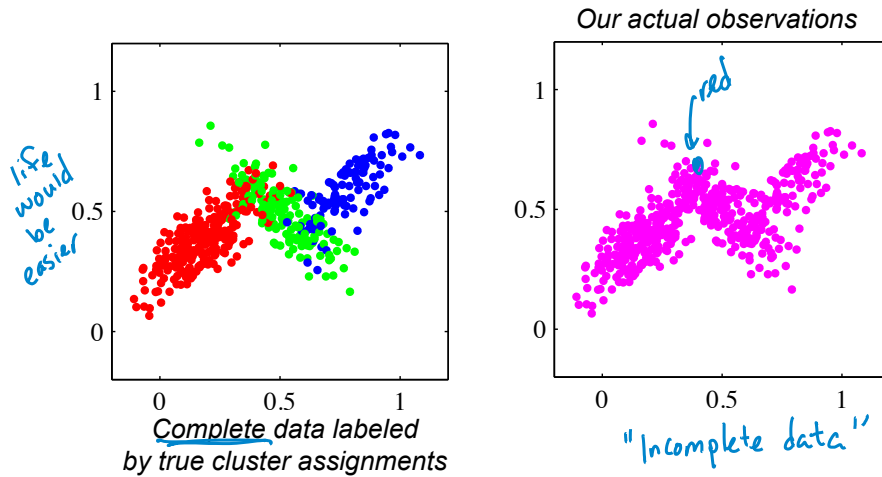 Our actual observations
red
1
0.5
0
0
0.5
1
life
would
be
easier
1
0.5
0
0
0.5
1
Complete data labeled
by true cluster assignments
"Incomplete data"